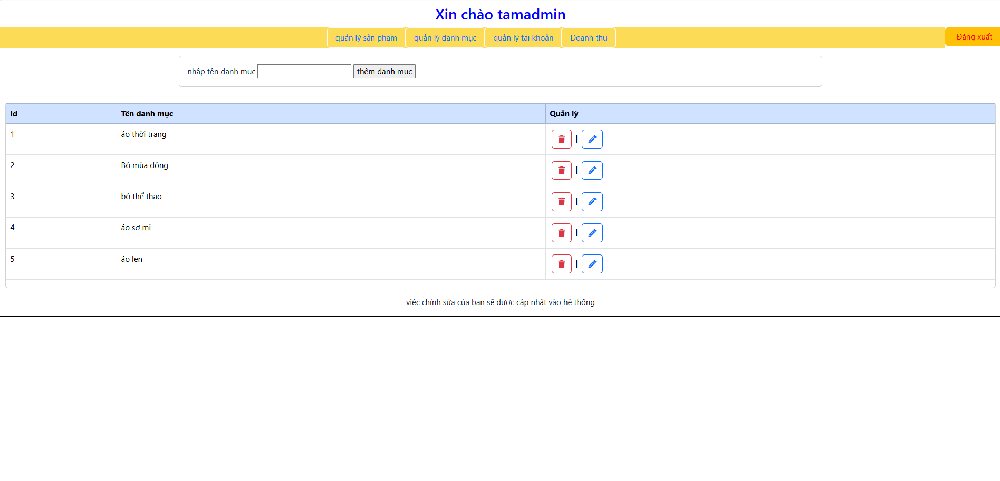 Xin chào tamadmin
quản lý sản phẩm quản lý danh mục quản lý tài khoản Doanh thu Đăng xuất
nhập tên danh mục thêm danh mục
id Tên danh mục Quản lý
1 áo thời trang |
2 Bộ mùa đông |
3 bộ thể thao |
4 áo sơ mi |
5 áo len |
việc chỉnh sửa của bạn sẽ được cập nhật vào hệ thống